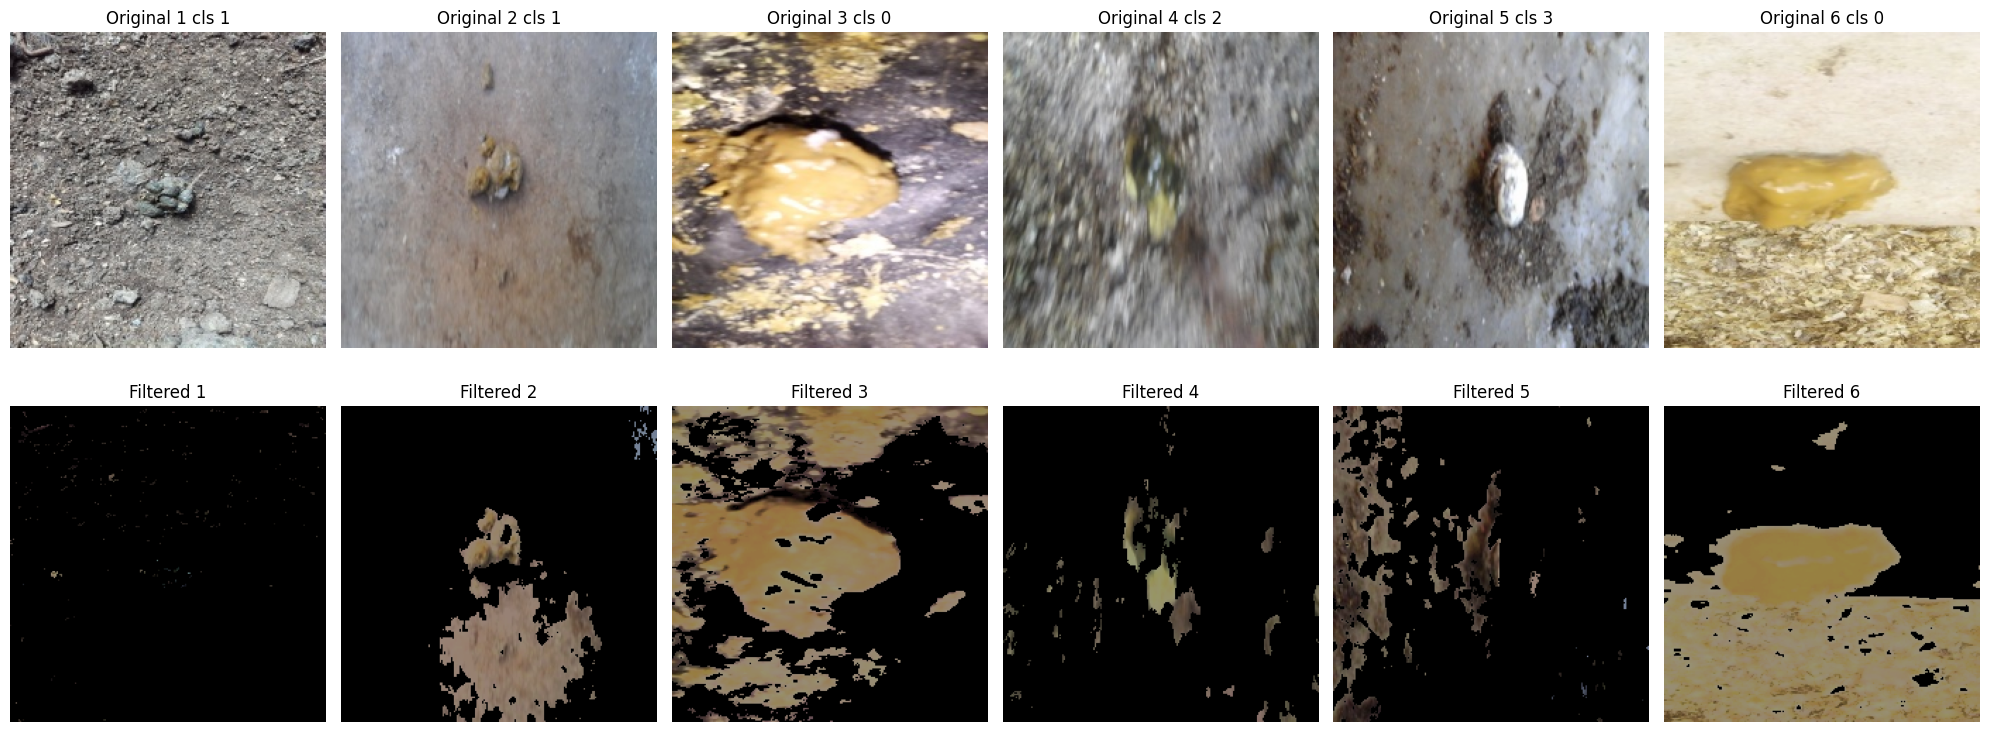 Original 1 cls 1
Original 2 cls 1
Original 3 cls 0
Original 4 cls 2
Original 5 cls 3
Original 6 cls 0
Filtered 1
Filtered 2
Filtered 3
Filtered 4
Filtered 5
Filtered 6